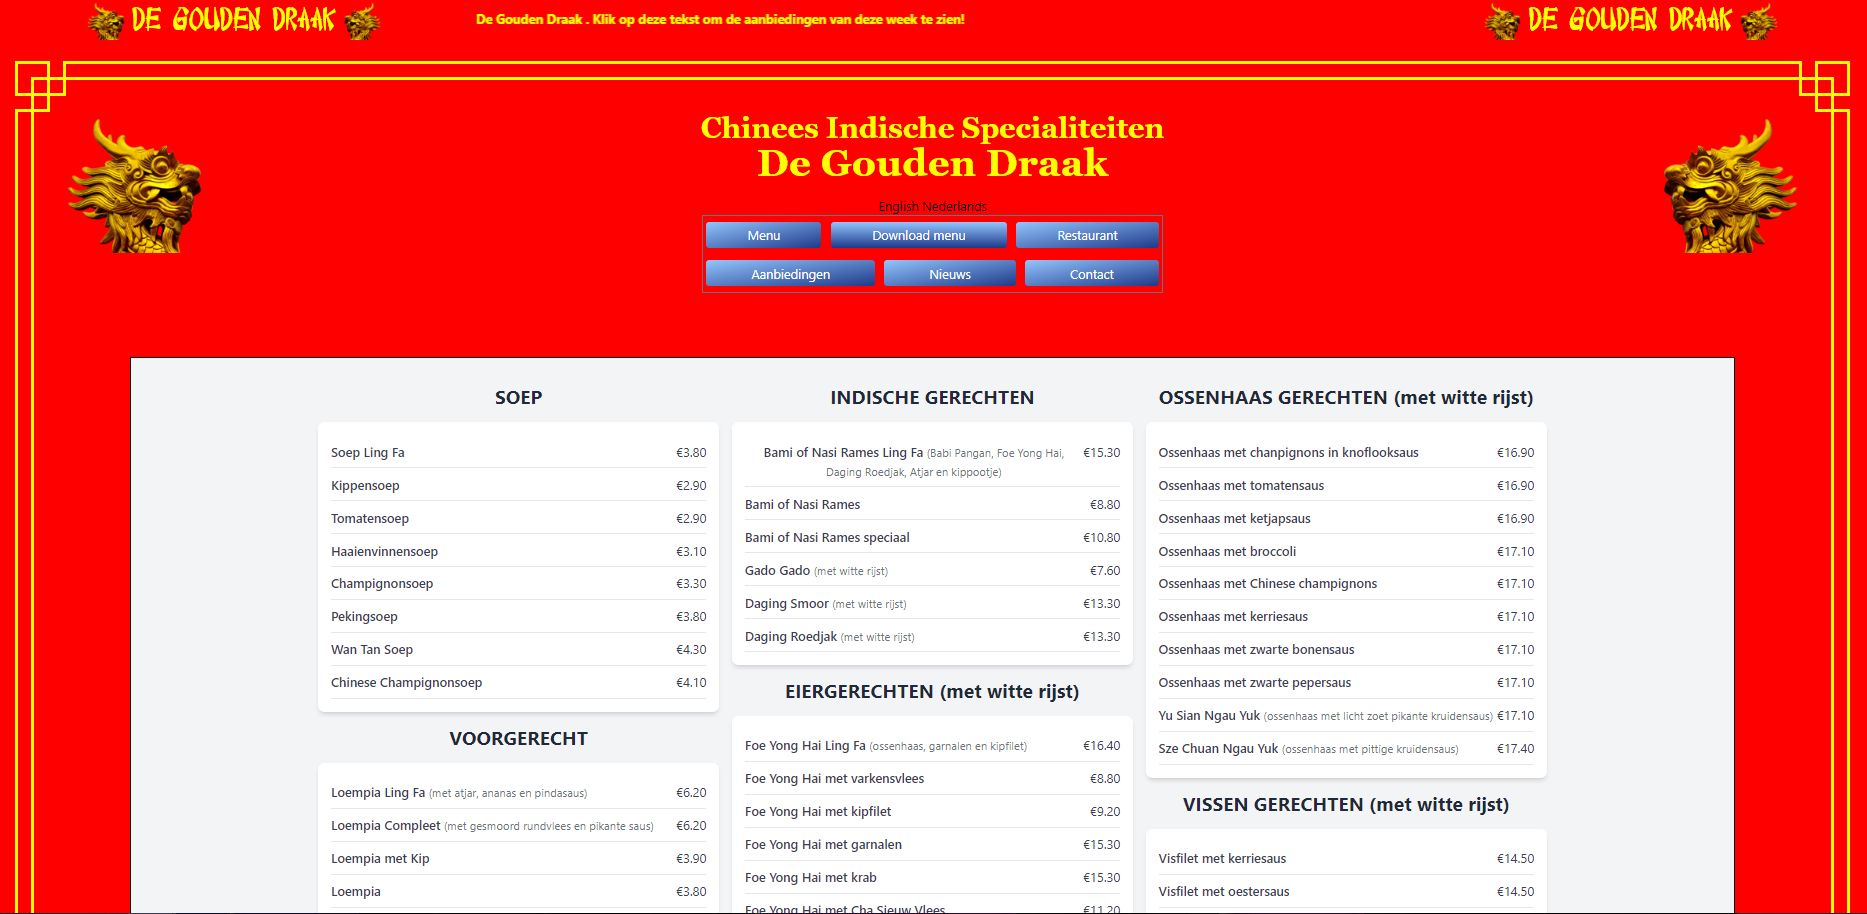 DE GOUDEN DRAAK
De Gouden Draak . Klik op deze tekst om de aanbiedingen van deze week te zien!
DE GOUDEN DRAAK
Chinees Indische Specialiteiten
De Gouden Draak
English Nederlands
Menu
Download menu
Restaurant
Aanbiedingen
Nieuws
Contact
SOEP
Soep Ling Fa €3.80
Kippensoep €2.90
Tomatensoep €2.90
Haaienvinnensoep €3.10
Champignonsoep €3.30
Pekingsoep €3.80
Wan Tan Soep €4.30
Chinese Champignonsoep €4.10
VOORGERECHT
Loempia Ling Fa (met atjar, ananas en pindasaus) €6.20
Loempia Compleet (met gesmoord rundvlees en pikante saus) €6.20
Loempia met Kip €3.90
Loempia €3.80
INDISCHE GERECHTEN
Bami of Nasi Rames Ling Fa (Babi Pangan, Foe Yong Hai, €15.30
Daging Roedjak, Atjar en kippootje)
Bami of Nasi Rames €8.80
Bami of Nasi Rames speciaal €10.80
Gado Gado (met witte rijst) €7.60
Daging Smoor (met witte rijst) €13.30
Daging Roedjak (met witte rijst) €13.30
EIERGERECHTEN (met witte rijst)
Foe Yong Hai Ling Fa (ossenhaas, garnalen en kipfilet) €16.40
Foe Yong Hai met varkensvlees €8.80
Foe Yong Hai met kipfilet €9.20
Foe Yong Hai met garnalen €15.30
Foe Yong Hai met krab €15.30
Foe Yong Hai met Cha Sieuw Vlees €11.20
OSSENHAAS GERECHTEN (met witte rijst)
Ossenhaas met chanpignons in knoflooksaus €16.90
Ossenhaas met tomatensaus €16.90
Ossenhaas met ketjapsaus €16.90
Ossenhaas met broccoli €17.10
Ossenhaas met Chinese champignons €17.10
Ossenhaas met kerriesaus €17.10
Ossenhaas met zwarte bonensaus €17.10
Ossenhaas met zwarte pepersaus €17.10
Yu Sian Ngau Yuk (ossenhaas met licht zoet pikante kruidensaus) €17.10
Sze Chuan Ngau Yuk (ossenhaas met pittige kruidensaus) €17.40
VISSEN GERECHTEN (met witte rijst)
Visfilet met kerriesaus €14.50
Visfilet met oestersaus €14.50